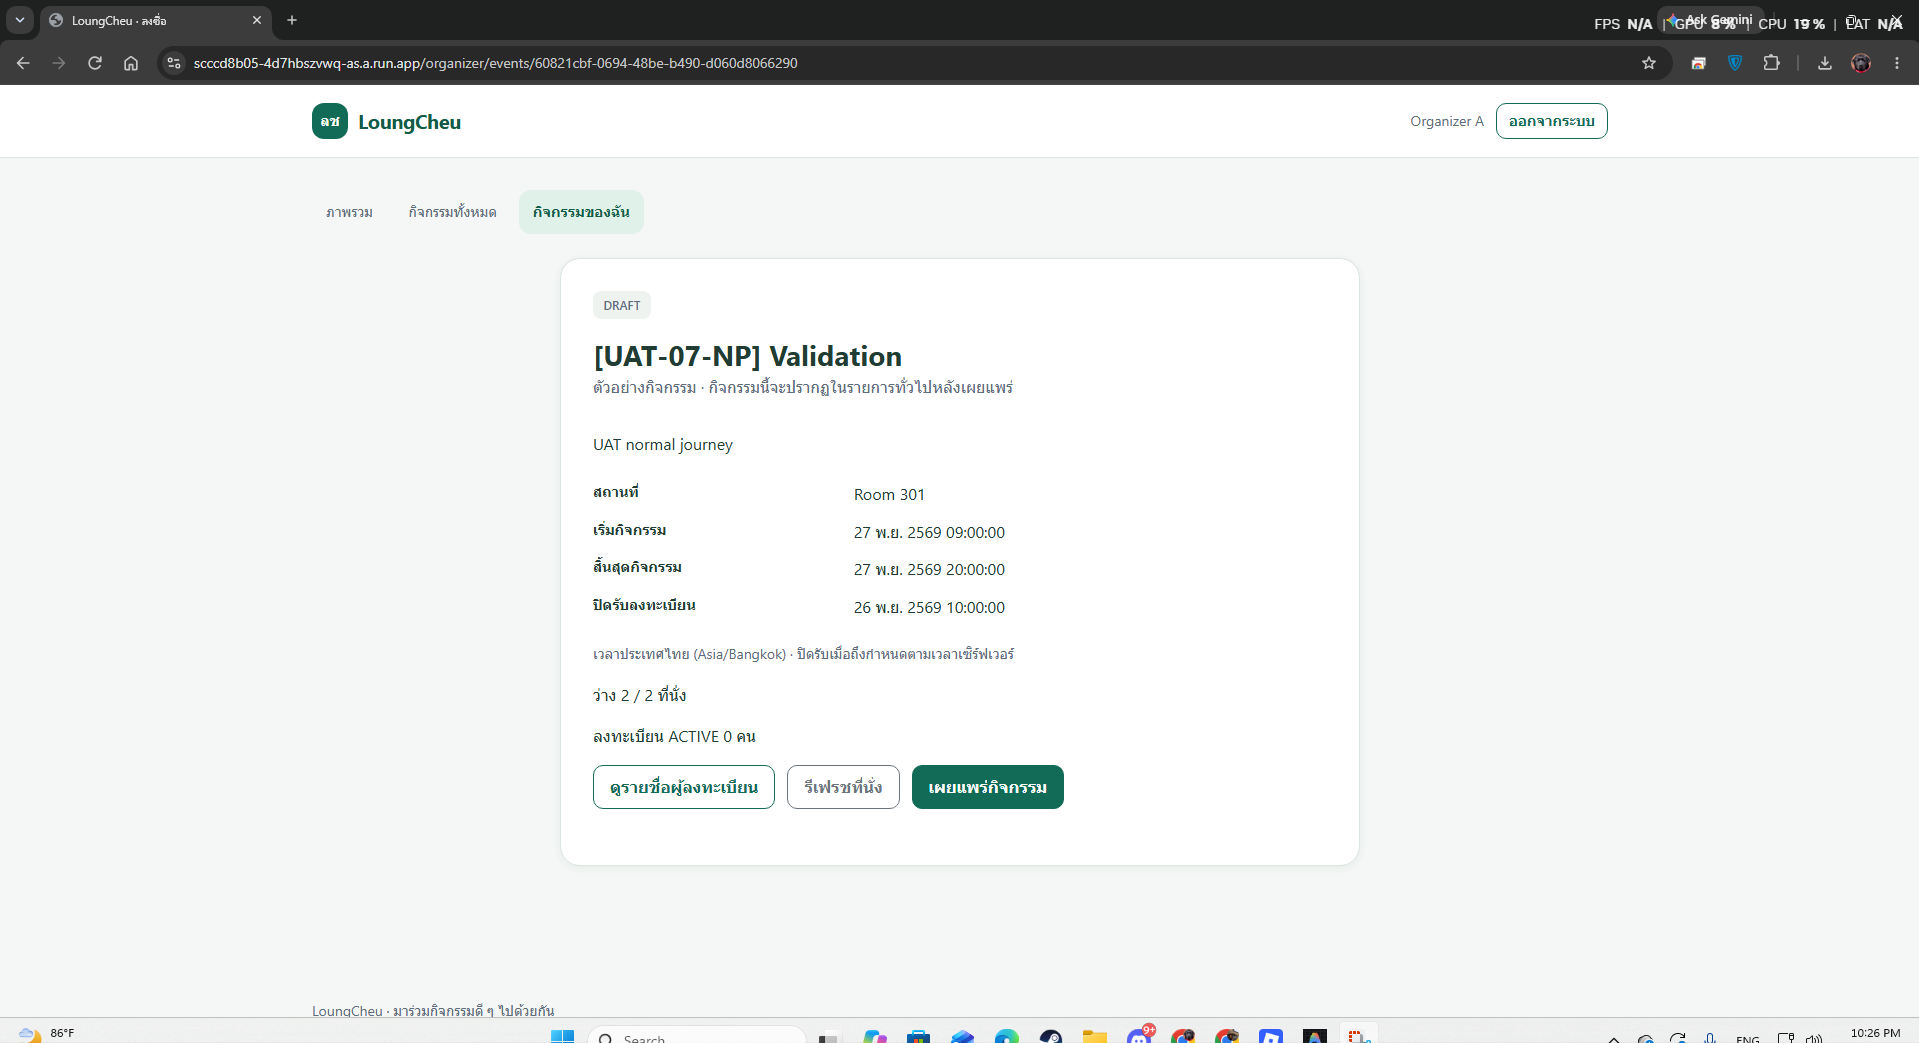 LoungCheu · ลงชื่อ
Ask Gemini
FPS N/A | GPU 8% | CPU 19% | LAT N/A
scccd8b05-4d7hbszvwq-as.a.run.app/organizer/events/60821cbf-0694-48be-b490-d060d8066290
ลช LoungCheu
Organizer A ออกจากระบบ
ภาพรวม กิจกรรมทั้งหมด กิจกรรมของฉัน
DRAFT
[UAT-07-NP] Validation
ตัวอย่างกิจกรรม · กิจกรรมนี้จะปรากฏในรายการทั่วไปหลังเผยแพร่
UAT normal journey
สถานที่ Room 301
เริ่มกิจกรรม 27 พ.ย. 2569 09:00:00
สิ้นสุดกิจกรรม 27 พ.ย. 2569 20:00:00
ปิดรับลงทะเบียน 26 พ.ย. 2569 10:00:00
เวลาประเทศไทย (Asia/Bangkok) · ปิดรับเมื่อถึงกำหนดตามเวลาเซิร์ฟเวอร์
ว่าง 2 / 2 ที่นั่ง
ลงทะเบียน ACTIVE 0 คน
ดูรายชื่อผู้ลงทะเบียน รีเฟรชที่นั่ง เผยแพร่กิจกรรม
LoungCheu · มาร่วมกิจกรรมดี ๆ ไปด้วยกัน
86°F
Search
9+
ENG
10:26 PM